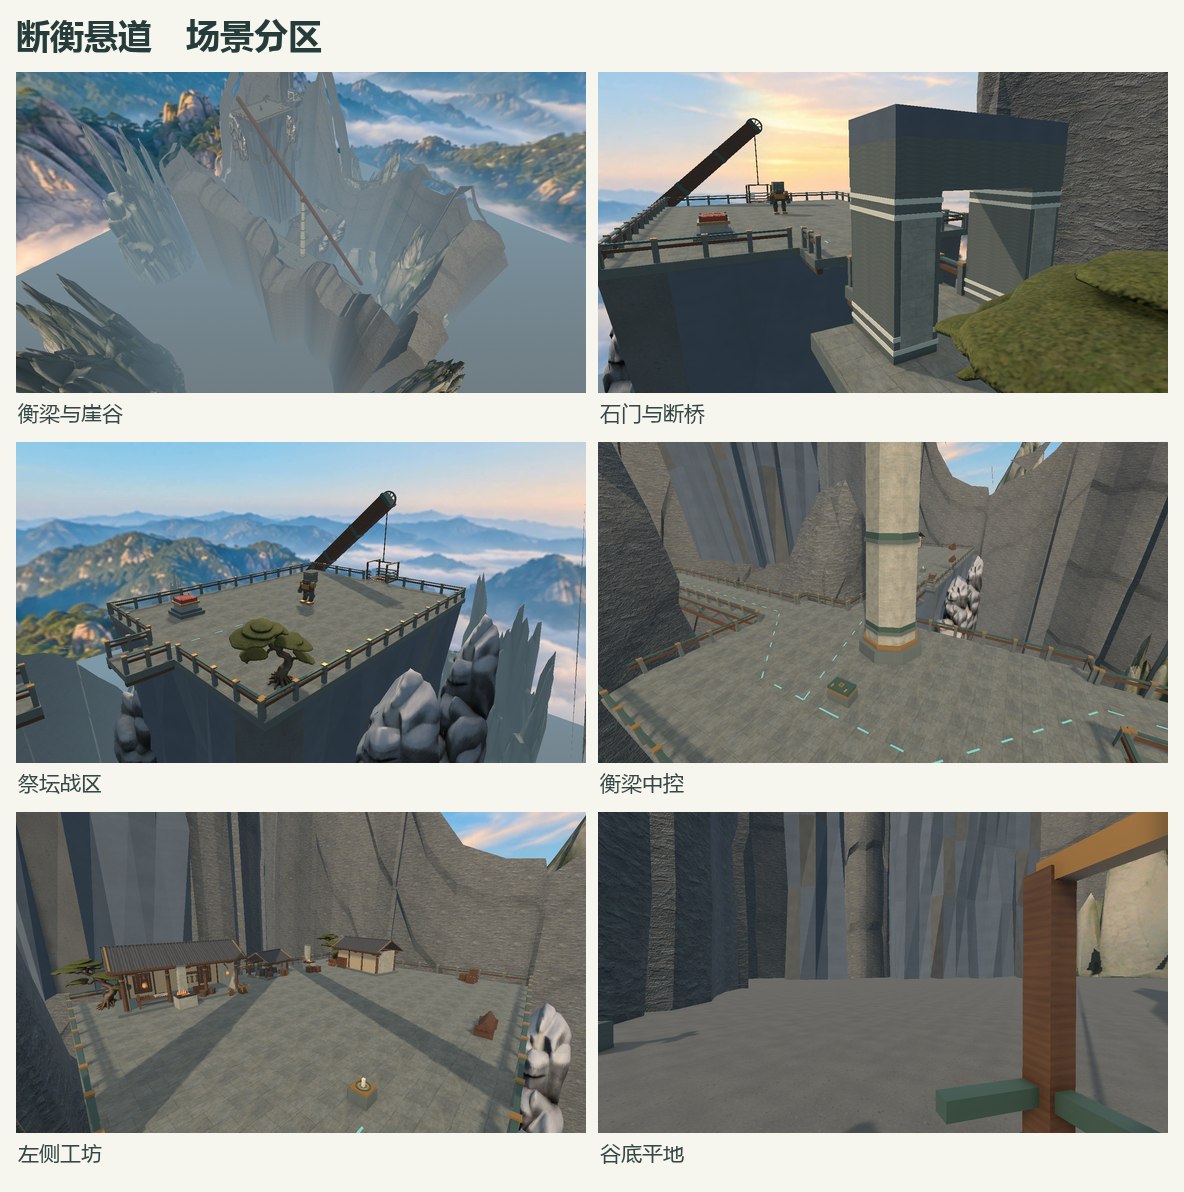 断衡悬道　场景分区
衡梁与崖谷
石门与断桥
祭坛战区
衡梁中控
左侧工坊
谷底平地